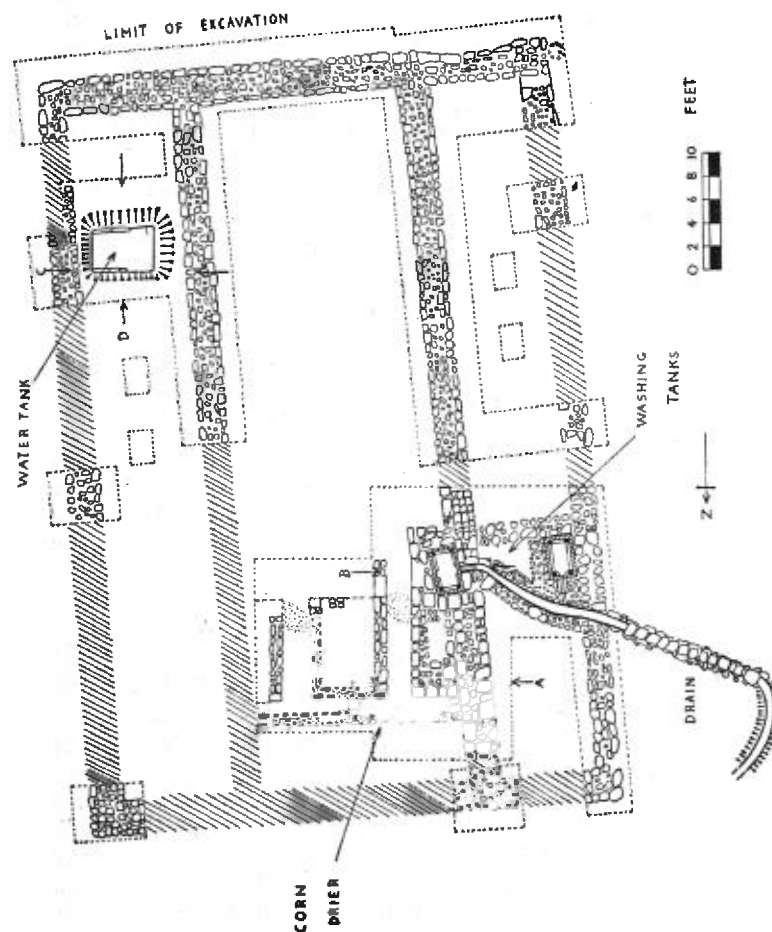 LIMIT OF EXCAVATION
WATER TANK
C
D
FEET
0 2 4 6 8 10
WASHING
TANKS
Z
B
A
DRAIN
CORN
DRIER